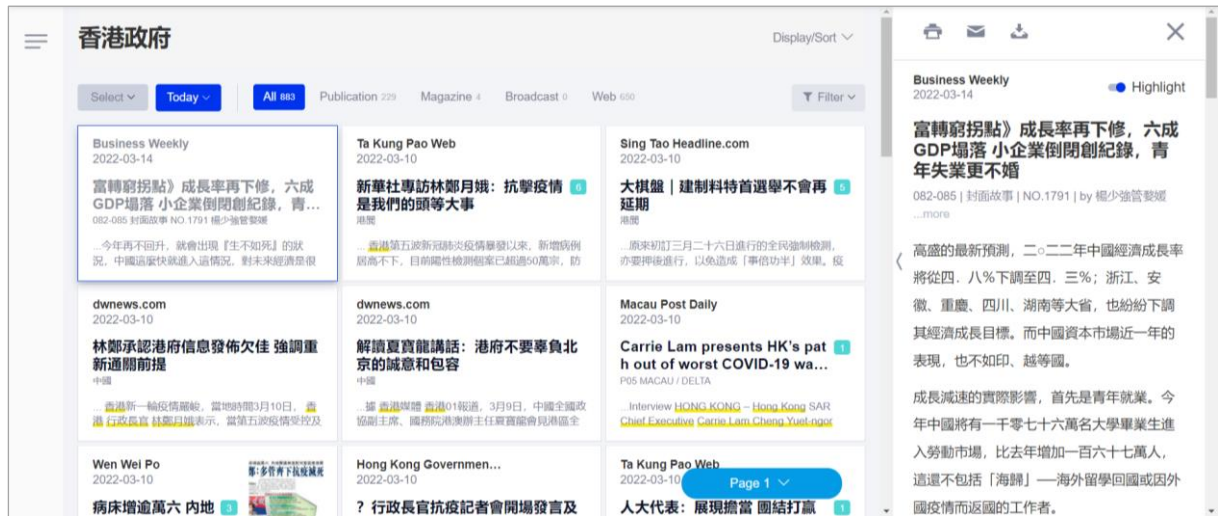 香港政府
Display/Sort
Select
Today
All 883
Publication 229
Magazine 4
Broadcast 0
Web 650
Filter
Business Weekly
2022-03-14
富轉窮拐點》成長率再下修，六成
GDP塌落 小企業倒閉創紀錄，青...
082-085 封面故事 NO.1791 楊少強管婺媛
...今年再不回升，就會出現『生不如死』的狀
況，中國這麼快就進入這情況，對未來經濟是很
Ta Kung Pao Web
2022-03-10
新華社專訪林鄭月娥：抗擊疫情
是我們的頭等大事
6
港聞
... 香港第五波新冠肺炎疫情暴發以來，新增病例
居高不下，目前陽性檢測個案已超過50萬宗，防
Sing Tao Headline.com
2022-03-10
大棋盤｜建制料特首選舉不會再
延期
5
港聞
...原來初訂三月二十六日進行的全民強制檢測，
亦要押後進行，以免造成「事倍功半」效果。疫
dwnews.com
2022-03-10
林鄭承認港府信息發佈欠佳 強調重
新通關前提
中國
... 香港新一輪疫情嚴峻，當地時間3月10日， 香
港 行政長官 林鄭月娥表示，當第五波疫情受控及
dwnews.com
2022-03-10
解讀夏寶龍講話：港府不要辜負北
京的誠意和包容
中國
...據 香港媒體 香港01報道，3月9日，中國全國政
協副主席、國務院港澳辦主任夏寶龍會見港區全
Macau Post Daily
2022-03-10
Carrie Lam presents HK's pat
h out of worst COVID-19 wa...
1
P05 MACAU / DELTA
...Interview HONG KONG – Hong Kong SAR
Chief Executive Carrie Lam Cheng Yuet-ngor
Wen Wei Po
2022-03-10
病床增逾萬六 內地
3
Hong Kong Governmen...
2022-03-10
? 行政長官抗疫記者會開場發言及
Ta Kung Pao Web
2022-03-10
人大代表：展現擔當 團結打贏
1
Page 1
Business Weekly
2022-03-14
Highlight
富轉窮拐點》成長率再下修，六成
GDP塌落 小企業倒閉創紀錄，青
年失業更不婚
082-085 | 封面故事 | NO.1791 | by 楊少強管婺媛
...more
高盛的最新預測，二○二二年中國經濟成長率
將從四．八%下調至四．三%；浙江、安
徽、重慶、四川、湖南等大省，也紛紛下調
其經濟成長目標。而中國資本市場近一年的
表現，也不如印、越等國。
成長減速的實際影響，首先是青年就業。今
年中國將有一千零七十六萬名大學畢業生進
入勞動市場，比去年增加一百六十七萬人，
這還不包括「海歸」──海外留學回國或因外
國疫情而返國的工作者。